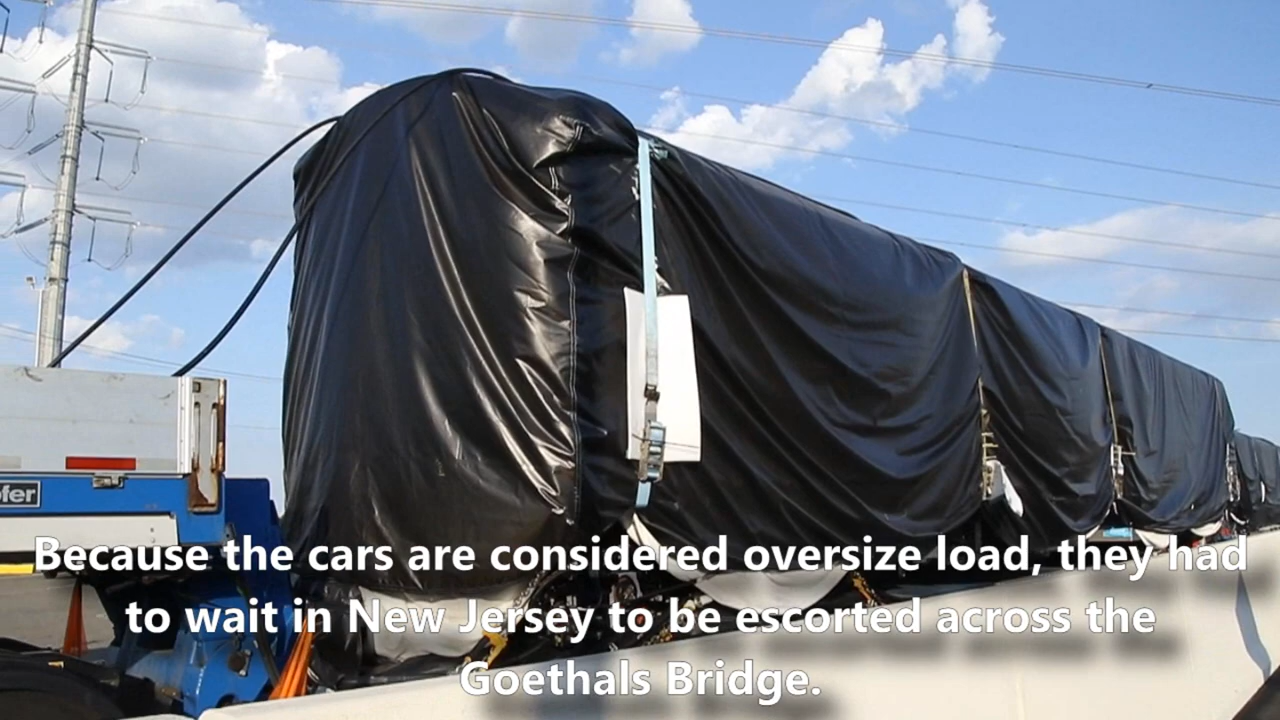 fer
Because the cars are considered oversize load, they had
to wait in New Jersey to be escorted across the
Goethals Bridge.